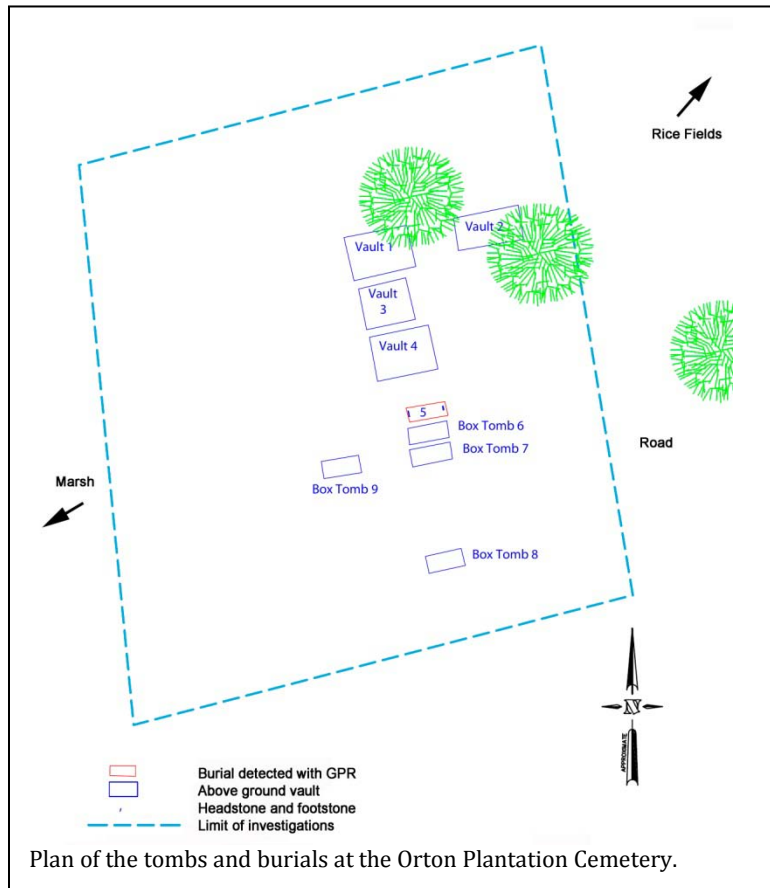 Rice Fields
Vault 2
Vault 1
Vault
3
Vault 4
5
Box Tomb 6
Road
Box Tomb 7
Marsh
Box Tomb 9
Box Tomb 8
N
APPROXIMATE
Burial detected with GPR
Above ground vault
Headstone and footstone
Limit of investigations
Plan of the tombs and burials at the Orton Plantation Cemetery.